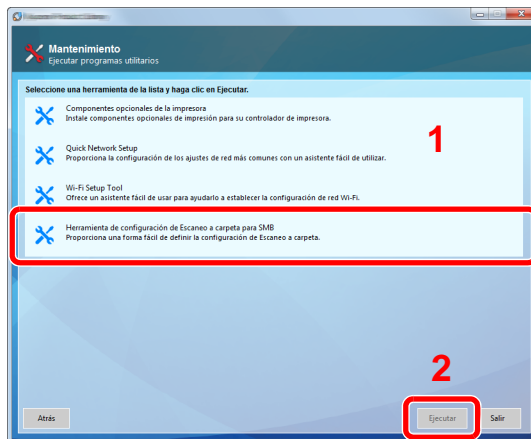 Mantenimiento
Ejecutar programas utilitarios
Seleccione una herramienta de la lista y haga clic en Ejecutar.
Componentes opcionales de la impresora
Instale componentes opcionales de impresión para su controlador de impresora.
1
Quick Network Setup
Proporciona la configuración de los ajustes de red más comunes con un asistente fácil de utilizar.
Wi-Fi Setup Tool
Ofrece un asistente fácil de usar para ayudarlo a establecer la configuración de red Wi-Fi.
Herramienta de configuración de Escaneo a carpeta para SMB
Proporciona una forma fácil de definir la configuración de Escaneo a carpeta.
2
Atrás
Ejecutar
Salir